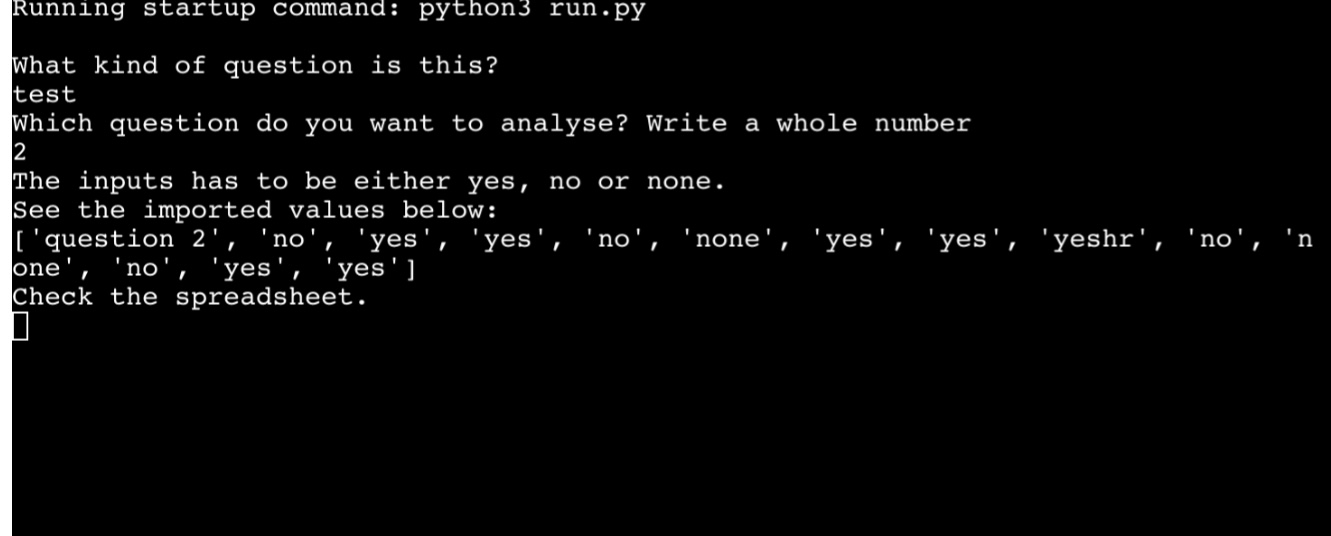 Running startup command: python3 run.py
What kind of question is this?
test
Which question do you want to analyse? Write a whole number
2
The inputs has to be either yes, no or none.
See the imported values below:
['question 2', 'no', 'yes', 'yes', 'no', 'none', 'yes', 'yes', 'yeshr', 'no', 'n
one', 'no', 'yes', 'yes']
Check the spreadsheet.